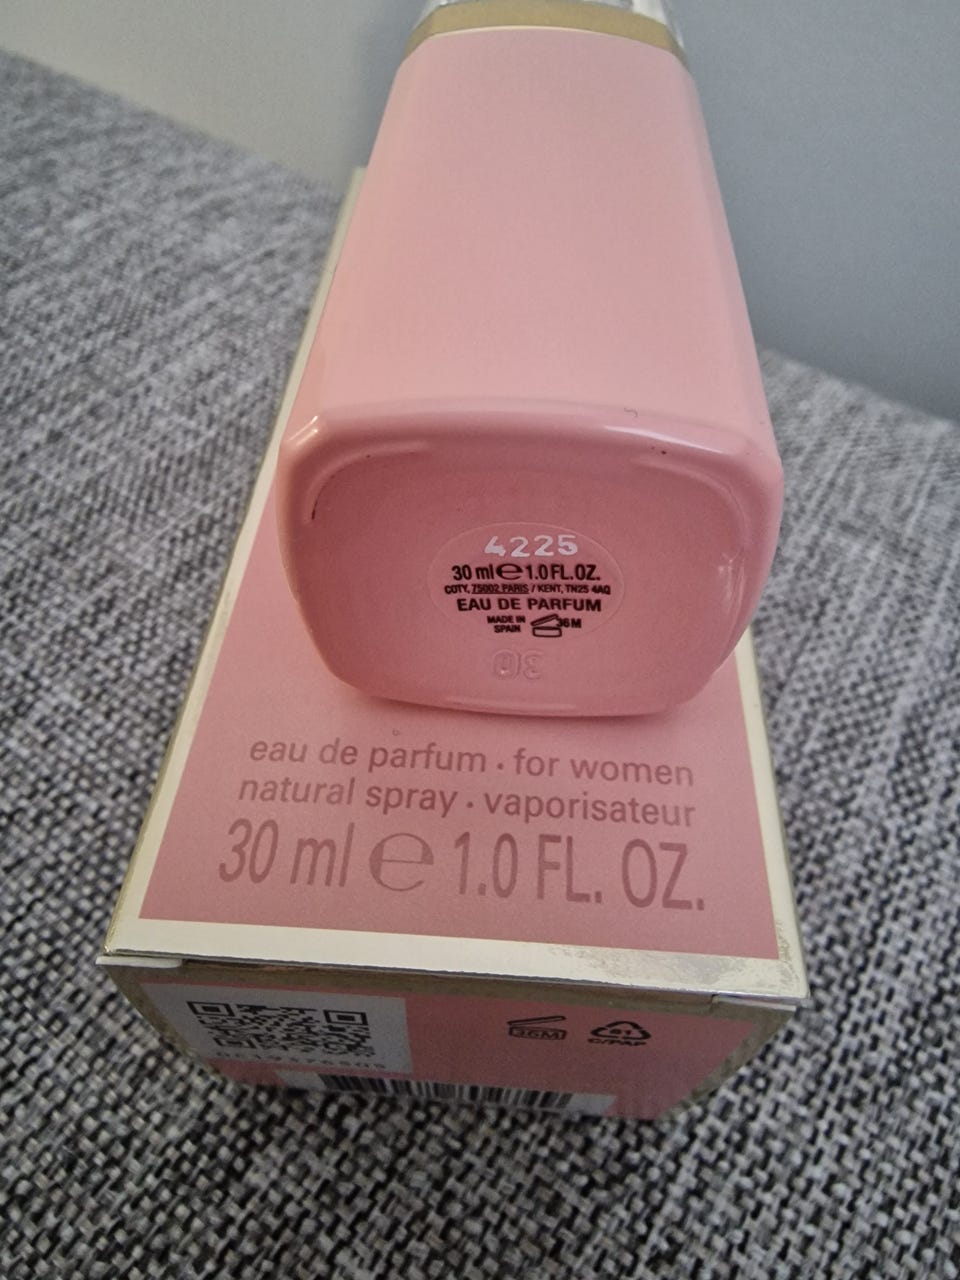 4225
30 ml ℮ 1.0 FL.OZ.
COTY, 75002 PARIS / KENT, TN25 4AQ
EAU DE PARFUM
MADE IN
SPAIN
36M
30
eau de parfum · for women
natural spray · vaporisateur
30 ml ℮ 1.0 FL. OZ.
36M
81
C/PAP